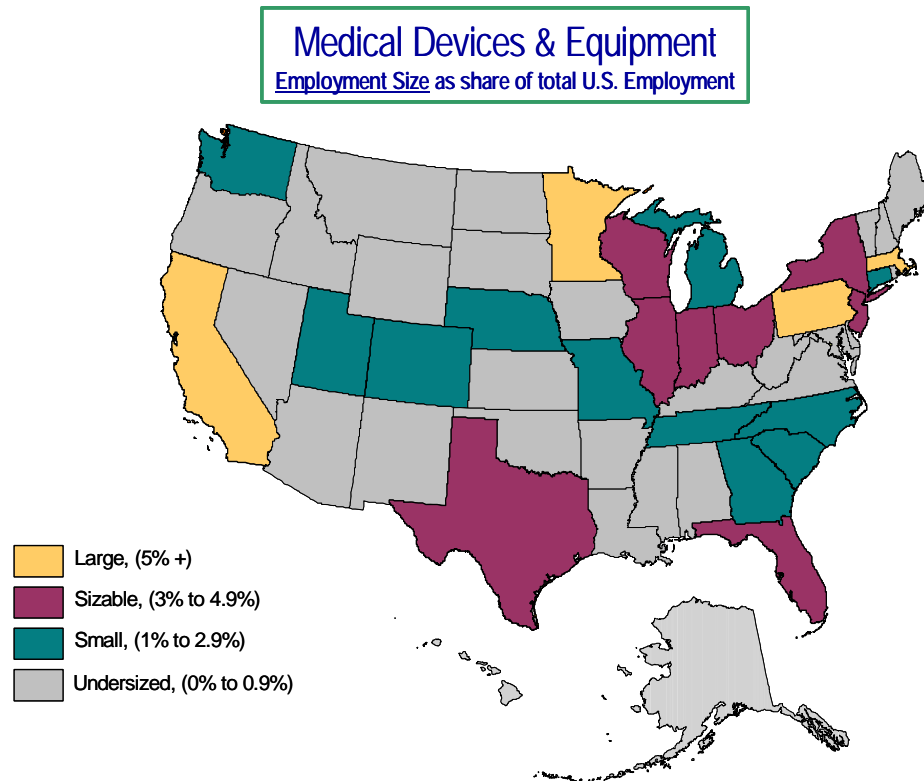 Medical Devices & Equipment
Employment Size as share of total U.S. Employment
Large, (5% +)
Sizable, (3% to 4.9%)
Small, (1% to 2.9%)
Undersized, (0% to 0.9%)